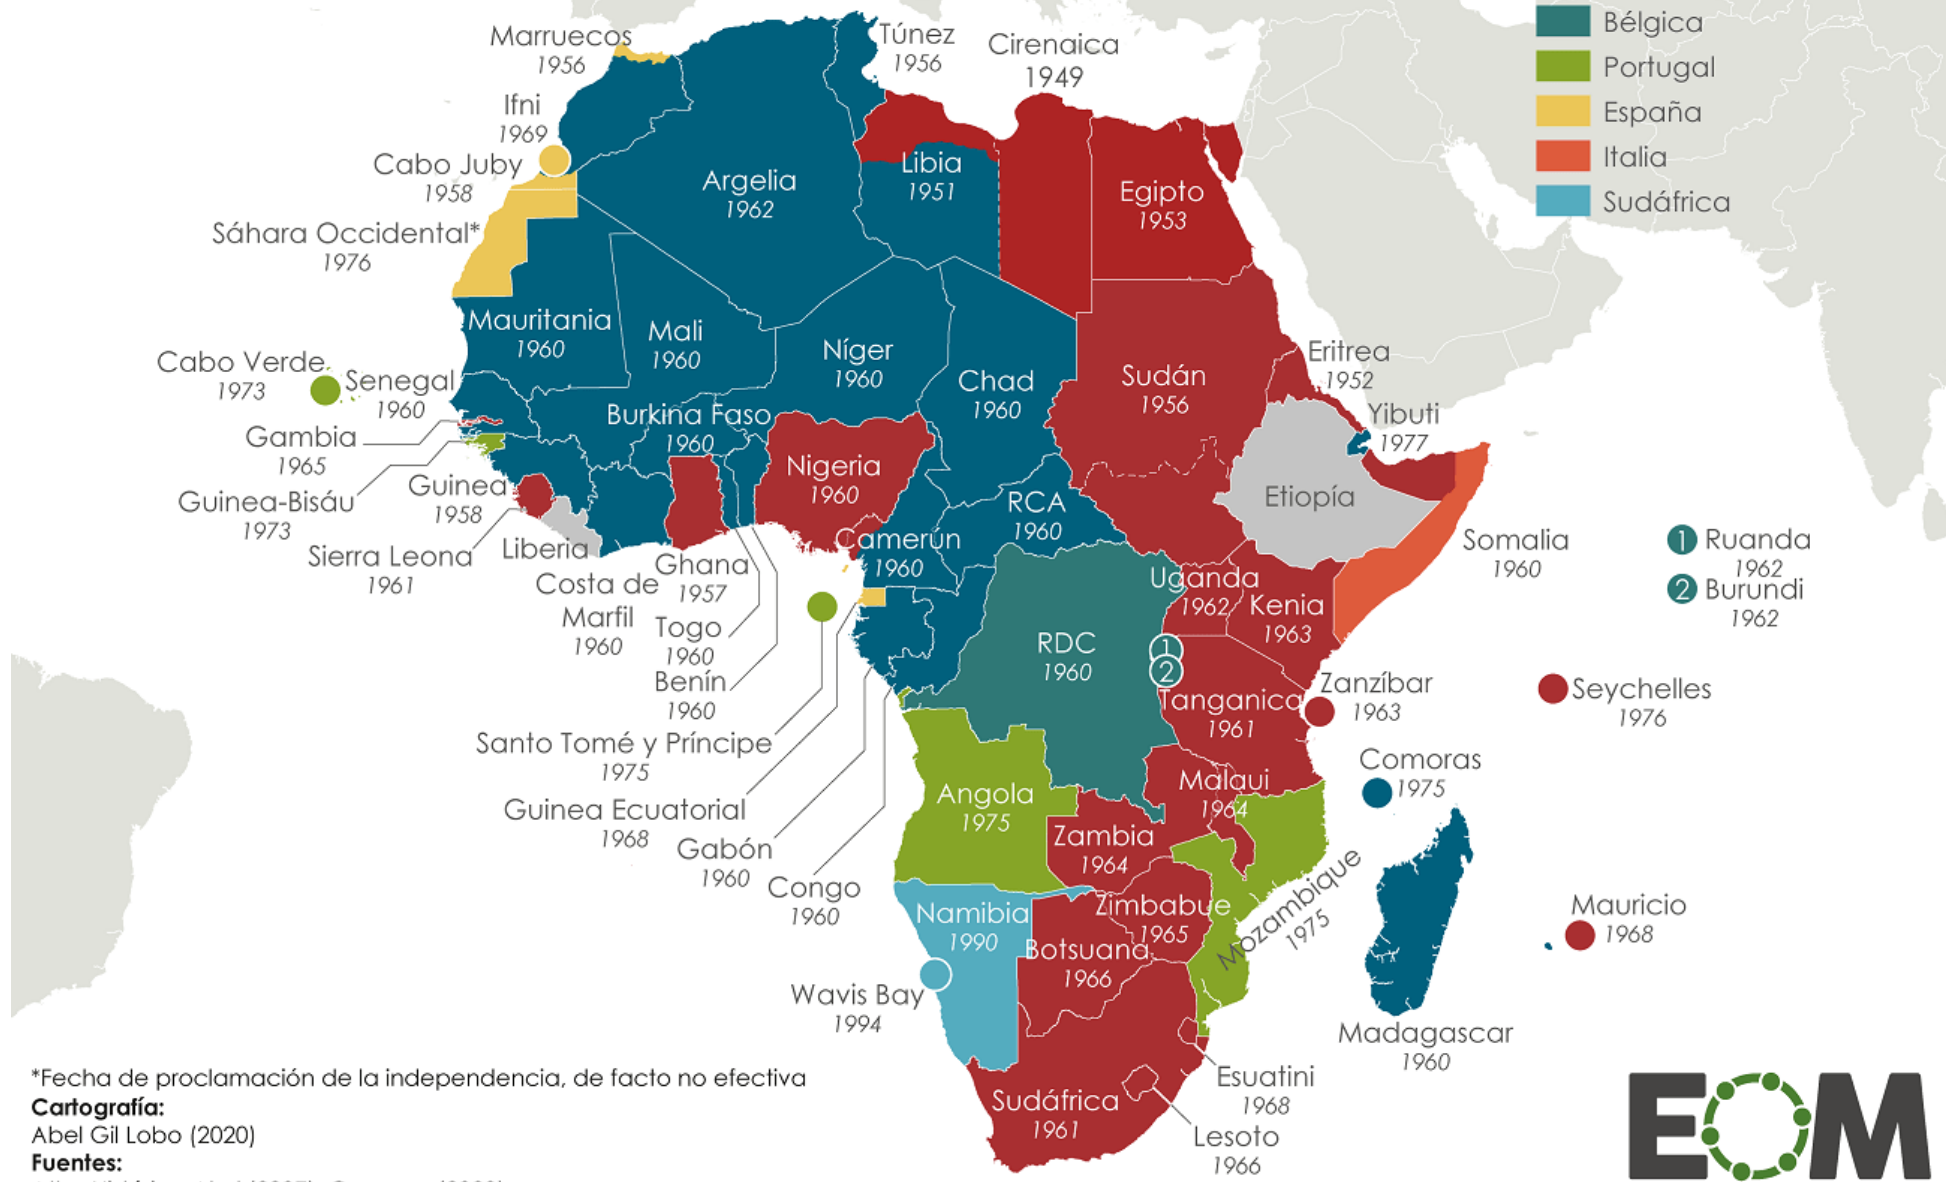 Bélgica
Portugal
España
Italia
Sudáfrica
Marruecos
1956
Túnez
1956
Cirenaica
1949
Ifni
1969
Cabo Juby
1958
Sáhara Occidental*
1976
Argelia
1962
Libia
1951
Egipto
1953
Mauritania
1960
Mali
1960
Níger
1960
Chad
1960
Sudán
1956
Eritrea
1952
Yibuti
1977
Cabo Verde
1973
Senegal
1960
Gambia
1965
Guinea-Bisáu
1973
Guinea
1958
Sierra Leona
1961
Liberia
Burkina Faso
1960
Nigeria
1960
Costa de
Marfil
1960
Ghana
1957
Togo
1960
Benín
1960
Camerún
1960
RCA
1960
Etiopía
Somalia
1960
1 Ruanda
1962
2 Burundi
1962
Uganda
1962
Kenia
1963
RDC
1960
1
2
Tanganica
1961
Zanzíbar
1963
Seychelles
1976
Santo Tomé y Príncipe
1975
Guinea Ecuatorial
1968
Gabón
1960
Congo
1960
Angola
1975
Zambia
1964
Malaui
1964
Comoras
1975
Mozambique
1975
Mauricio
1968
Namibia
1990
Botsuana
1966
Zimbabue
1965
Wavis Bay
1994
Madagascar
1960
Sudáfrica
1961
Esuatini
1968
Lesoto
1966
*Fecha de proclamación de la independencia, de facto no efectiva
Cartografía:
Abel Gil Lobo (2020)
Fuentes:
EOM